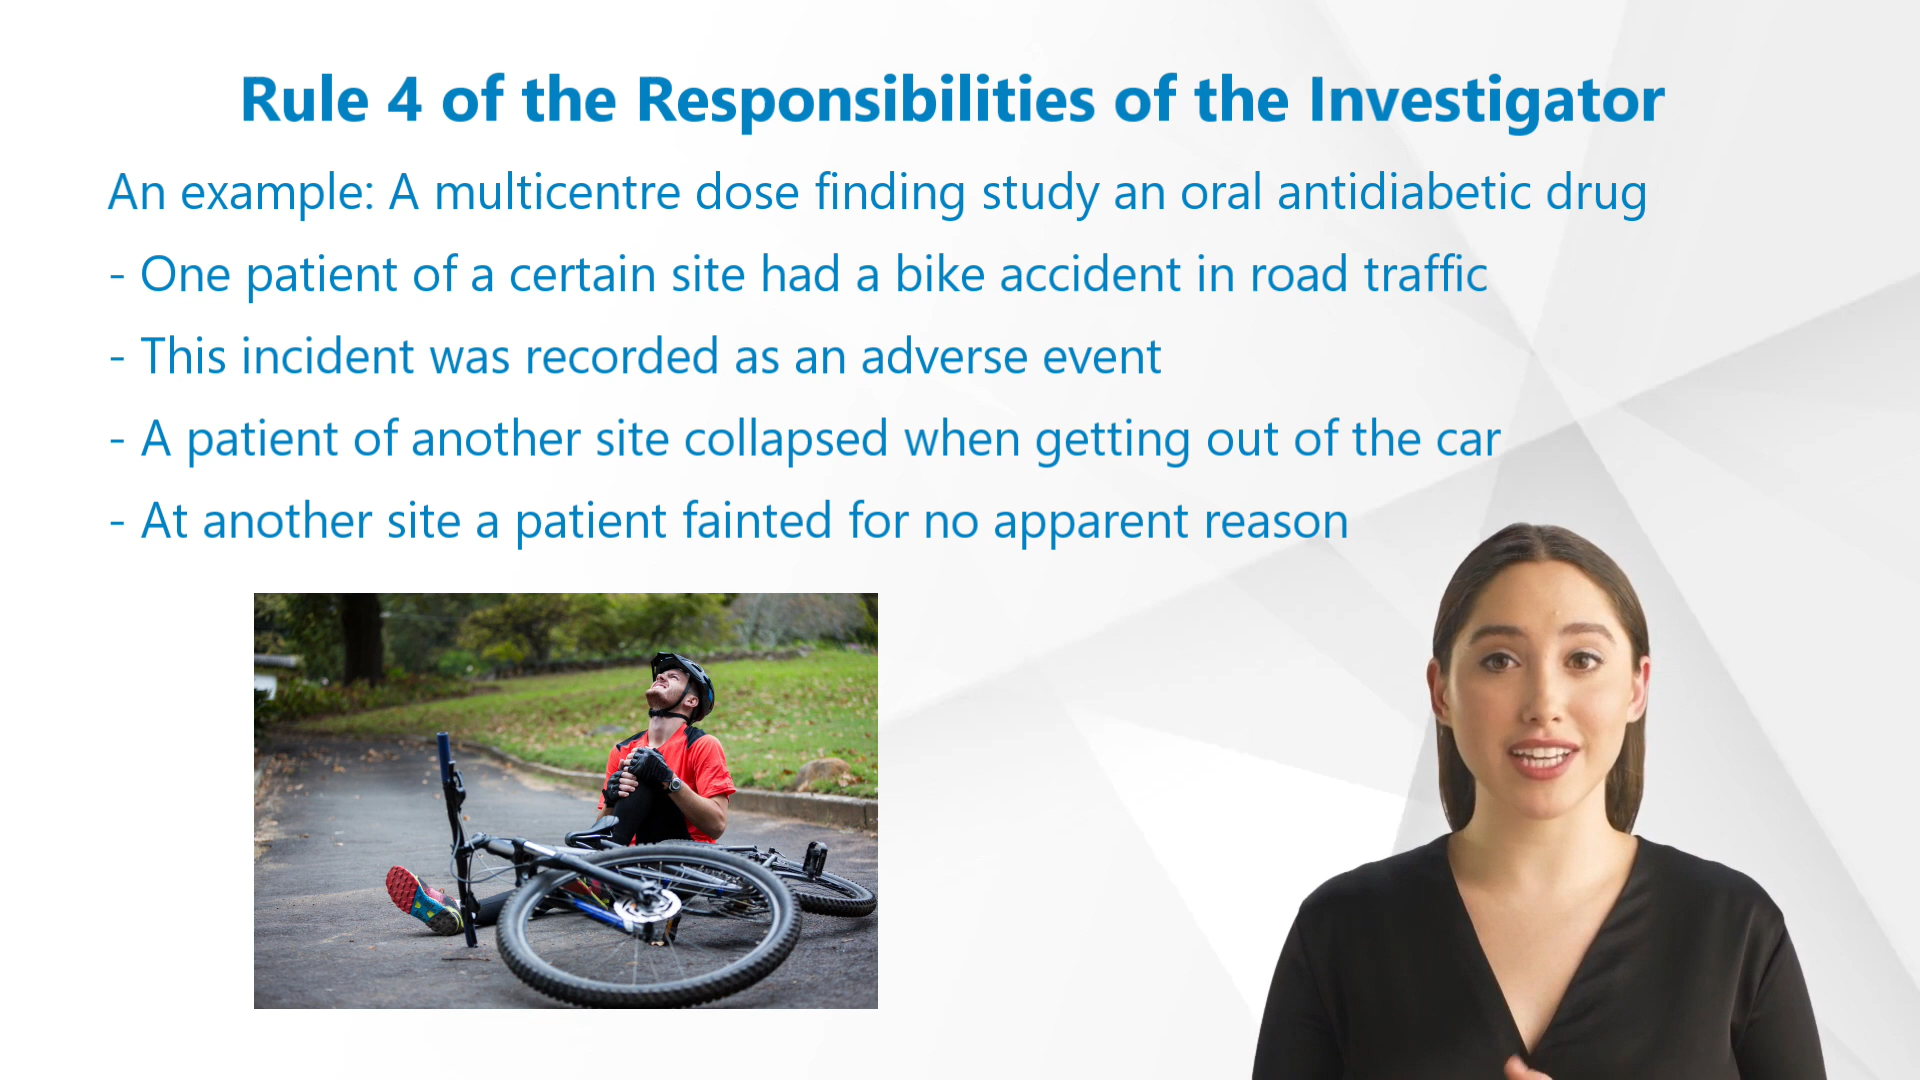 Rule 4 of the Responsibilities of the Investigator
An example: A multicentre dose finding study an oral antidiabetic drug
- One patient of a certain site had a bike accident in road traffic
- This incident was recorded as an adverse event
- A patient of another site collapsed when getting out of the car
- At another site a patient fainted for no apparent reason